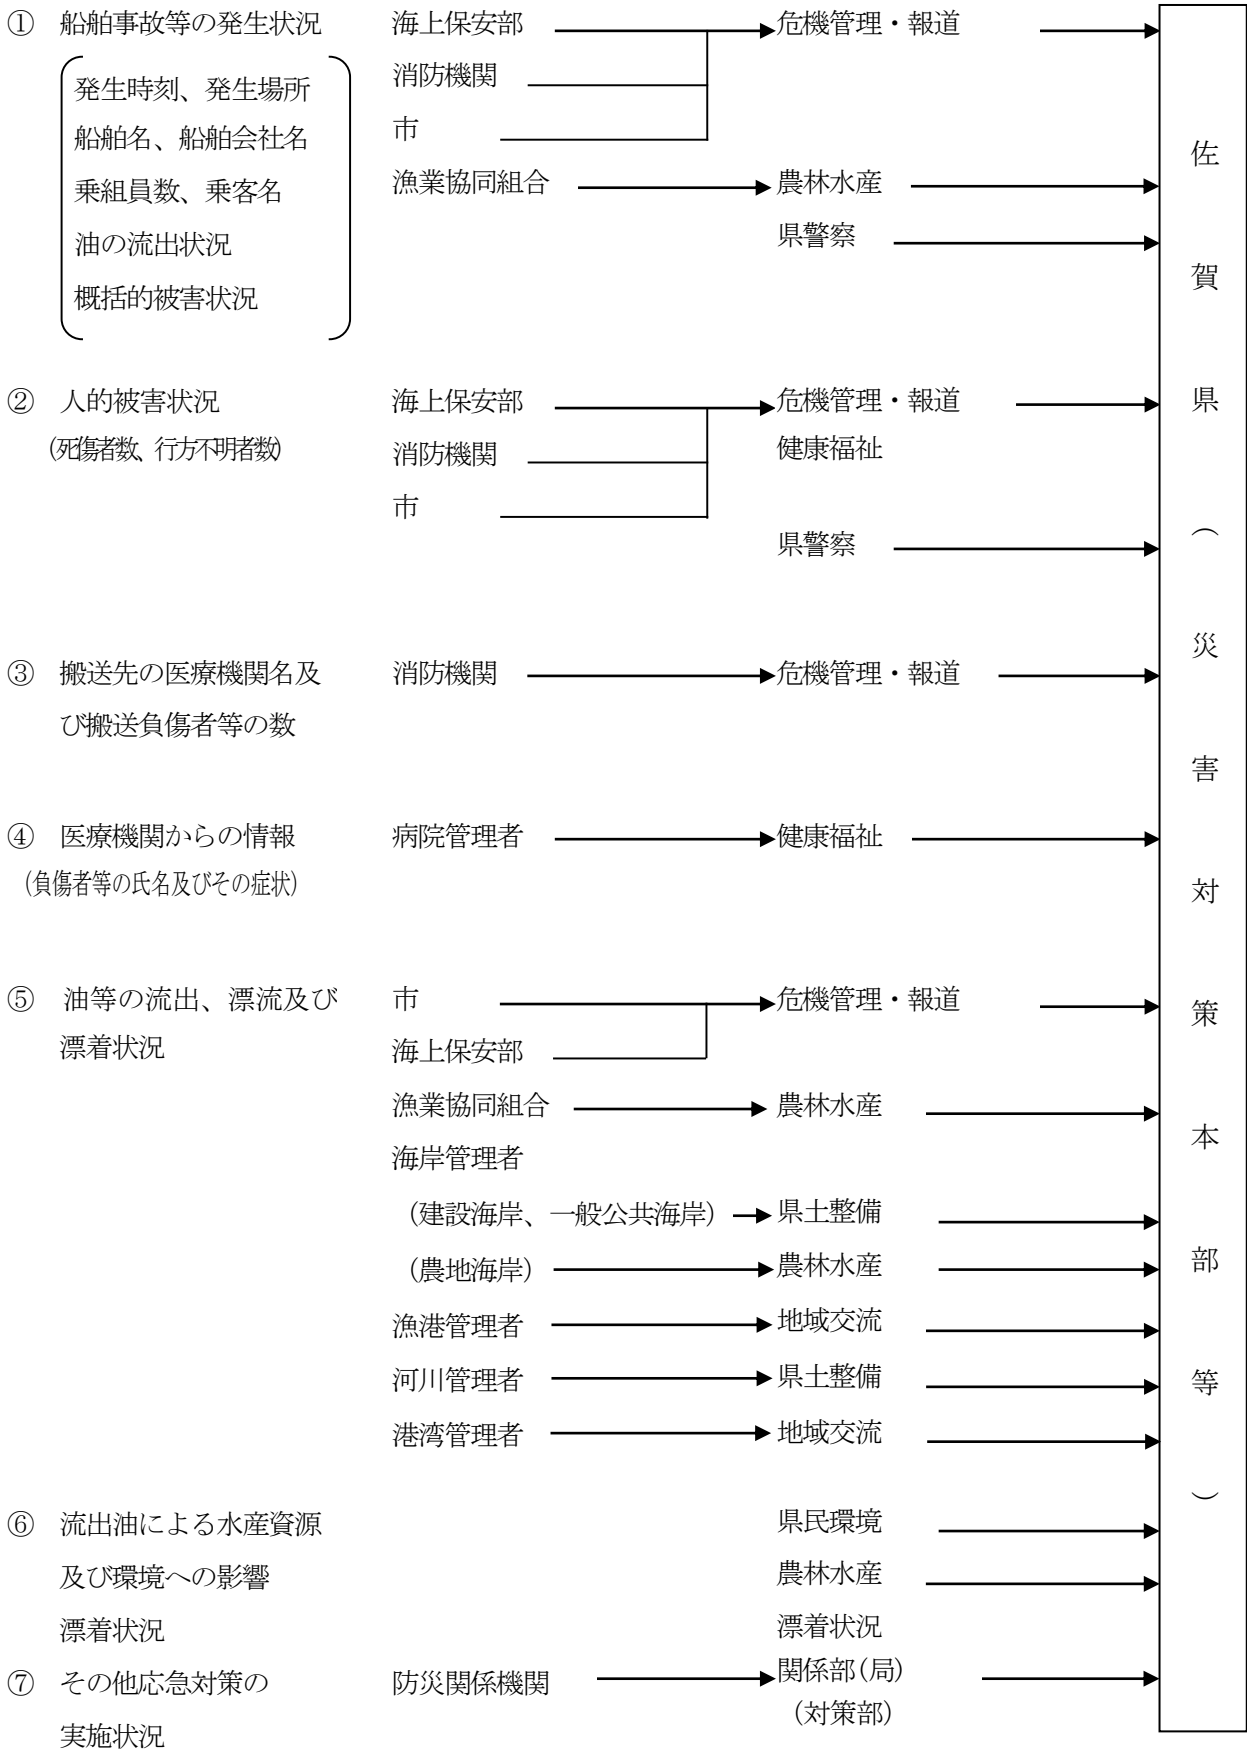 ① 船舶事故等の発生状況 海上保安部 危機管理・報道
消防機関
発生時刻、発生場所
市
船舶名、船舶会社名
乗組員数、乗客名 漁業協同組合 農林水産
油の流出状況 県警察
概括的被害状況
② 人的被害状況 海上保安部 危機管理・報道
(死傷者数、行方不明者数) 消防機関 健康福祉
市
県警察
③ 搬送先の医療機関名及 消防機関 危機管理・報道
び搬送負傷者等の数
④ 医療機関からの情報 病院管理者 健康福祉
(負傷者等の氏名及びその症状)
⑤ 油等の流出、漂流及び 市 危機管理・報道
漂着状況 海上保安部
漁業協同組合 農林水産
海岸管理者
(建設海岸、一般公共海岸) 県土整備
(農地海岸) 農林水産
漁港管理者 地域交流
河川管理者 県土整備
港湾管理者 地域交流
⑥ 流出油による水産資源 県民環境
及び環境への影響 農林水産
漂着状況 漂着状況
⑦ その他応急対策の 防災関係機関 関係部(局)
(対策部)
実施状況
佐賀県(災害対策本部等)